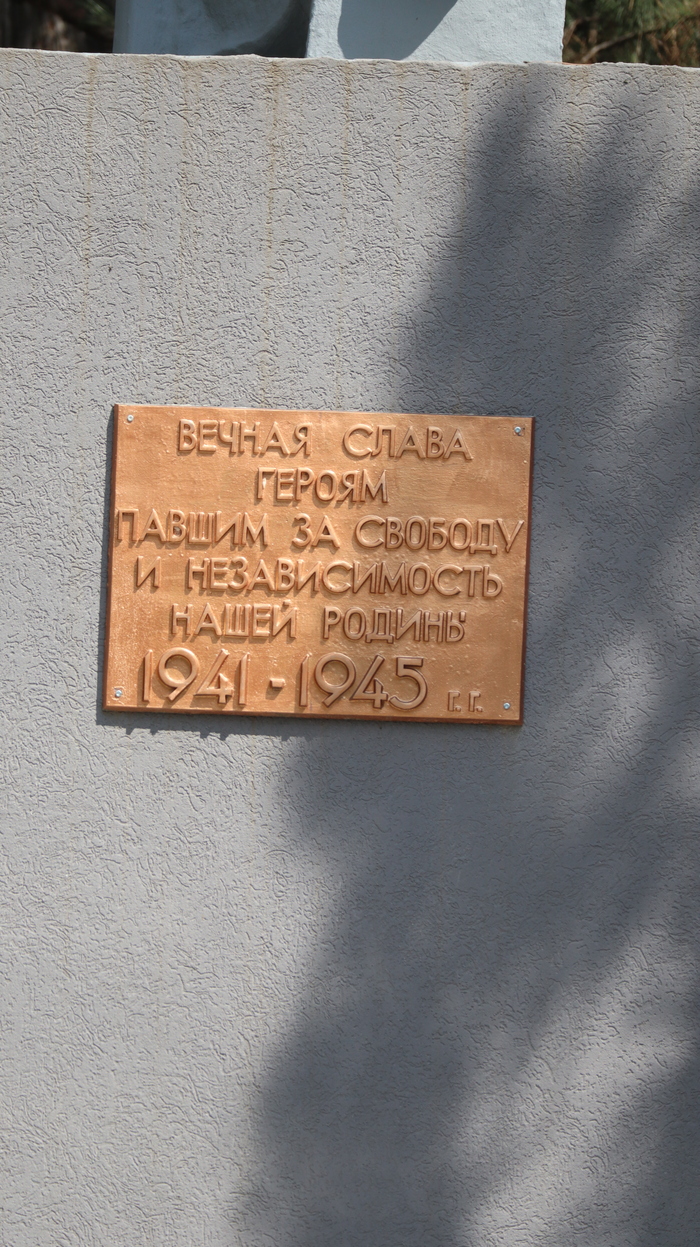 ВЕЧНАЯ СЛАВА
ГЕРОЯМ
ПАВШИМ ЗА СВОБОДУ
И НЕЗАВИСИМОСТЬ
НАШЕЙ РОДИНЫ
1941 - 1945 г.г.